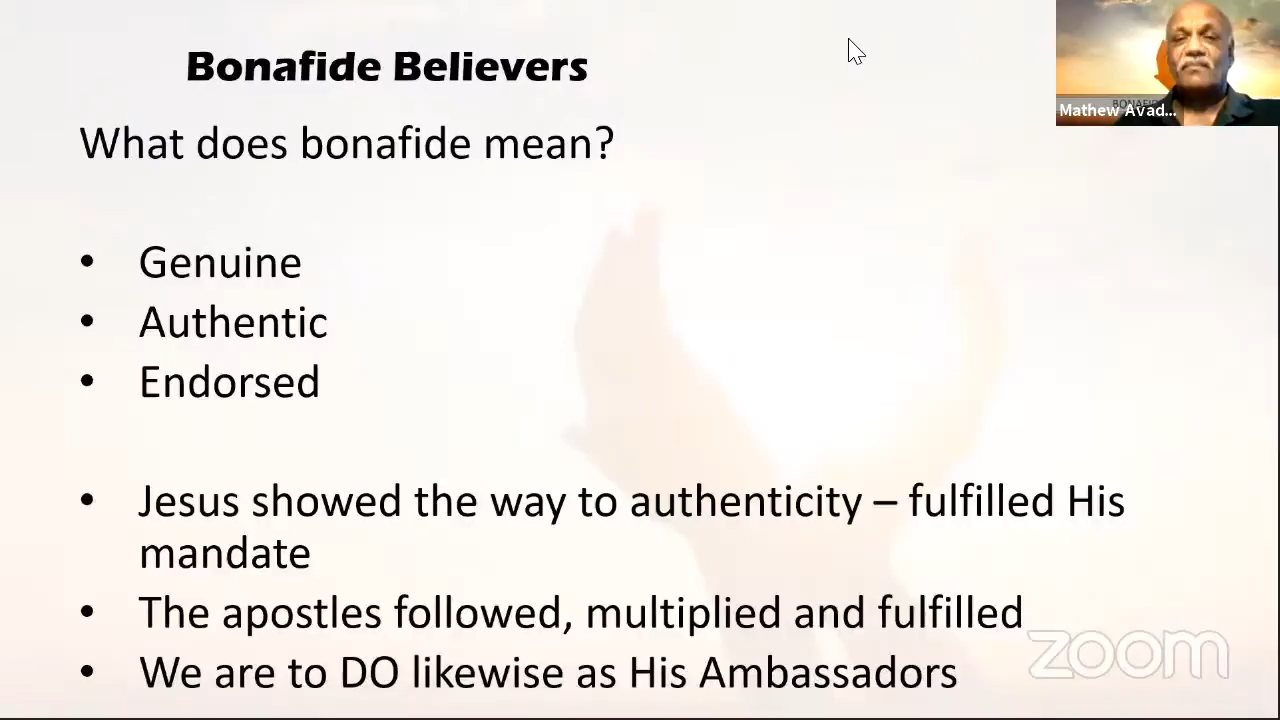 Bonafide Believers
What does bonafide mean?
• Genuine
• Authentic
• Endorsed
• Jesus showed the way to authenticity – fulfilled His
mandate
• The apostles followed, multiplied and fulfilled
• We are to DO likewise as His Ambassadors
Mathew Avad...
zoom